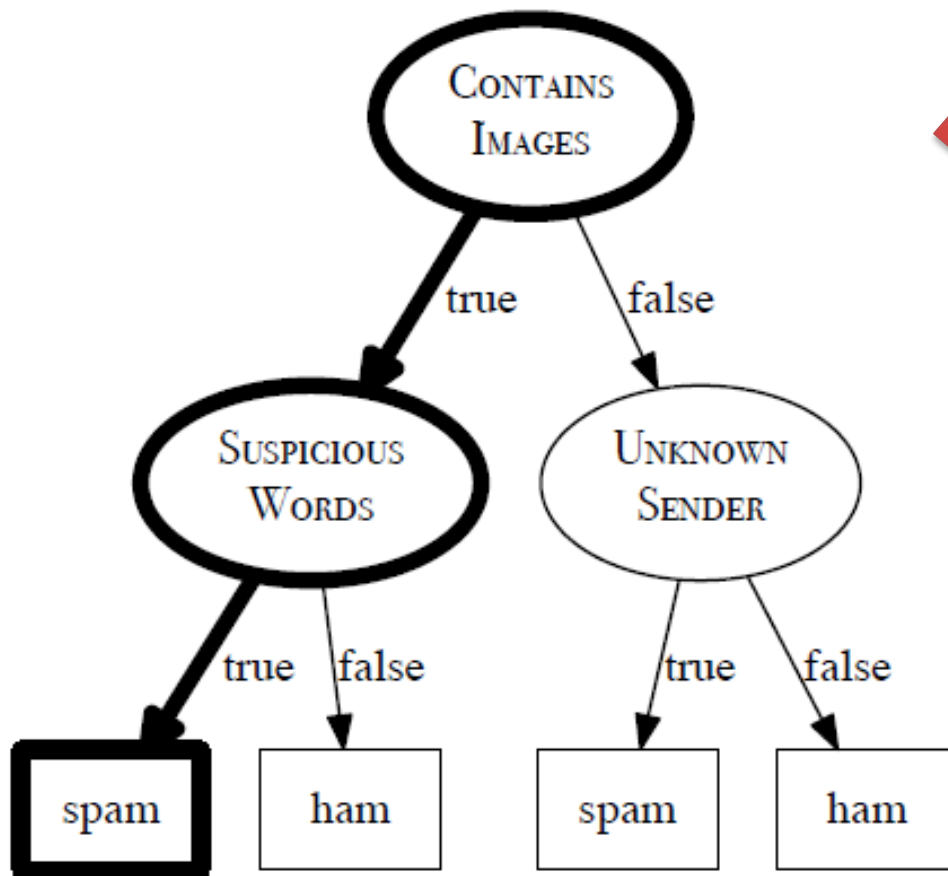 CONTAINS
IMAGES
true
false
SUSPICIOUS
WORDS
UNKNOWN
SENDER
true
false
true
false
spam
ham
spam
ham